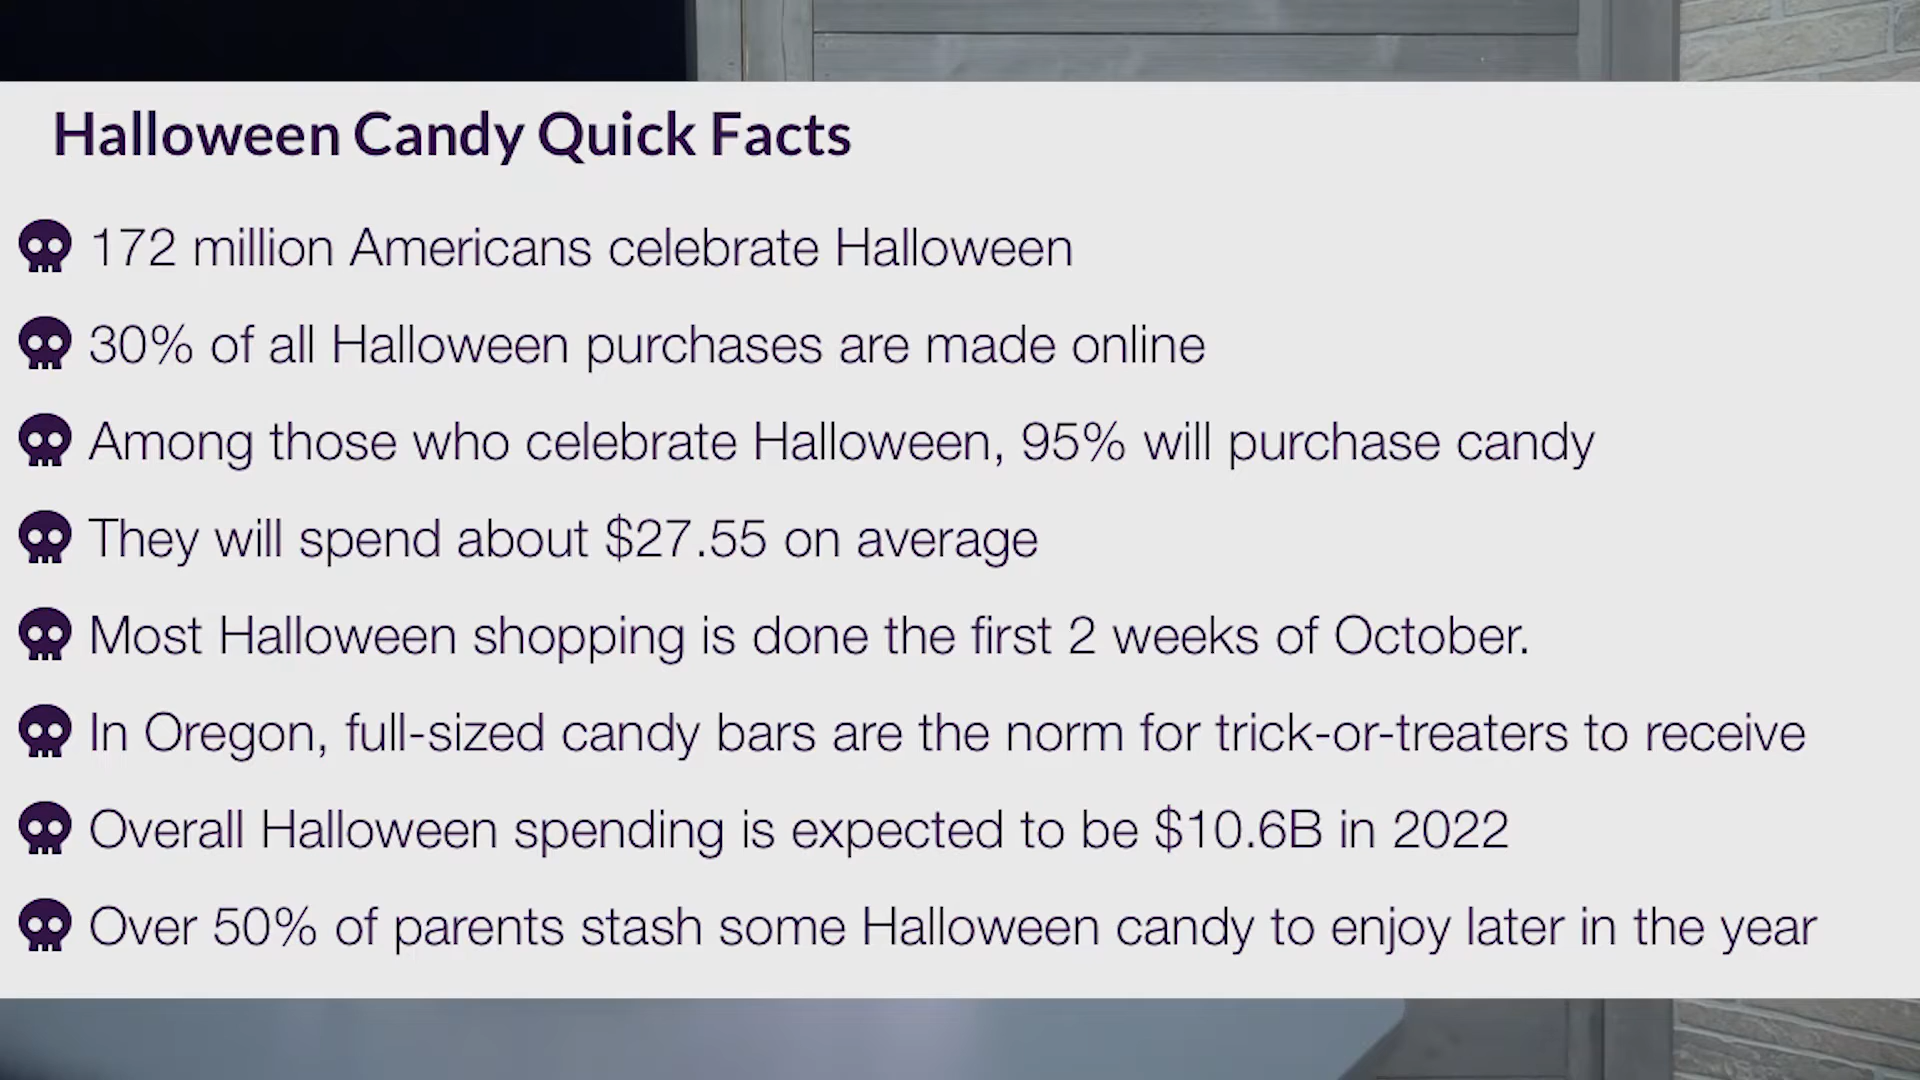 Halloween Candy Quick Facts
172 million Americans celebrate Halloween
30% of all Halloween purchases are made online
Among those who celebrate Halloween, 95% will purchase candy
They will spend about $27.55 on average
Most Halloween shopping is done the first 2 weeks of October.
In Oregon, full-sized candy bars are the norm for trick-or-treaters to receive
Overall Halloween spending is expected to be $10.6B in 2022
Over 50% of parents stash some Halloween candy to enjoy later in the year